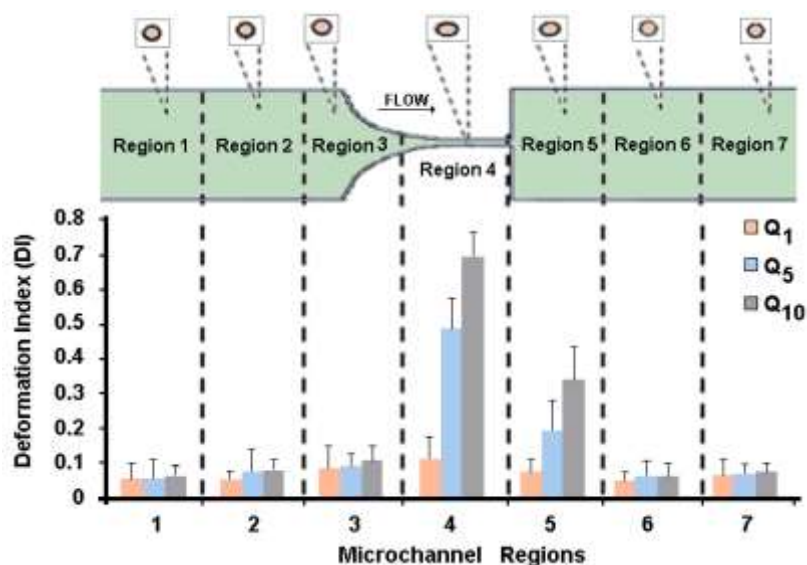 FLOW
Region 1
Region 2
Region 3
Region 4
Region 5
Region 6
Region 7
Deformation Index (DI)
0.8
0.7
0.6
0.5
0.4
0.3
0.2
0.1
0
Q1
Q5
Q10
1 2 3 4 5 6 7
Microchannel Regions